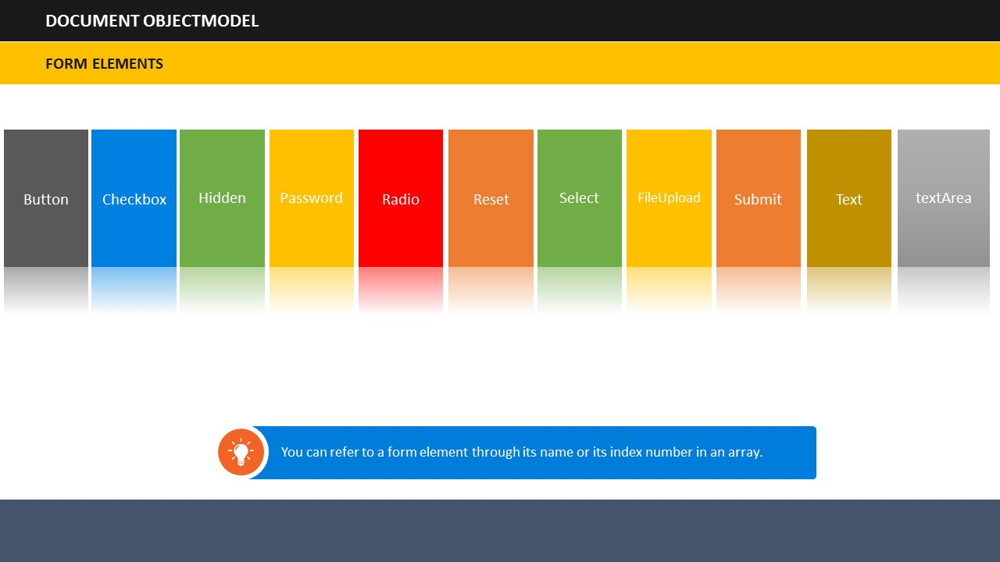 DOCUMENT OBJECTMODEL
FORM ELEMENTS
Button
Checkbox
Hidden
Password
Radio
Reset
Select
FileUpload
Submit
Text
textArea
You can refer to a form element through its name or its index number in an array.